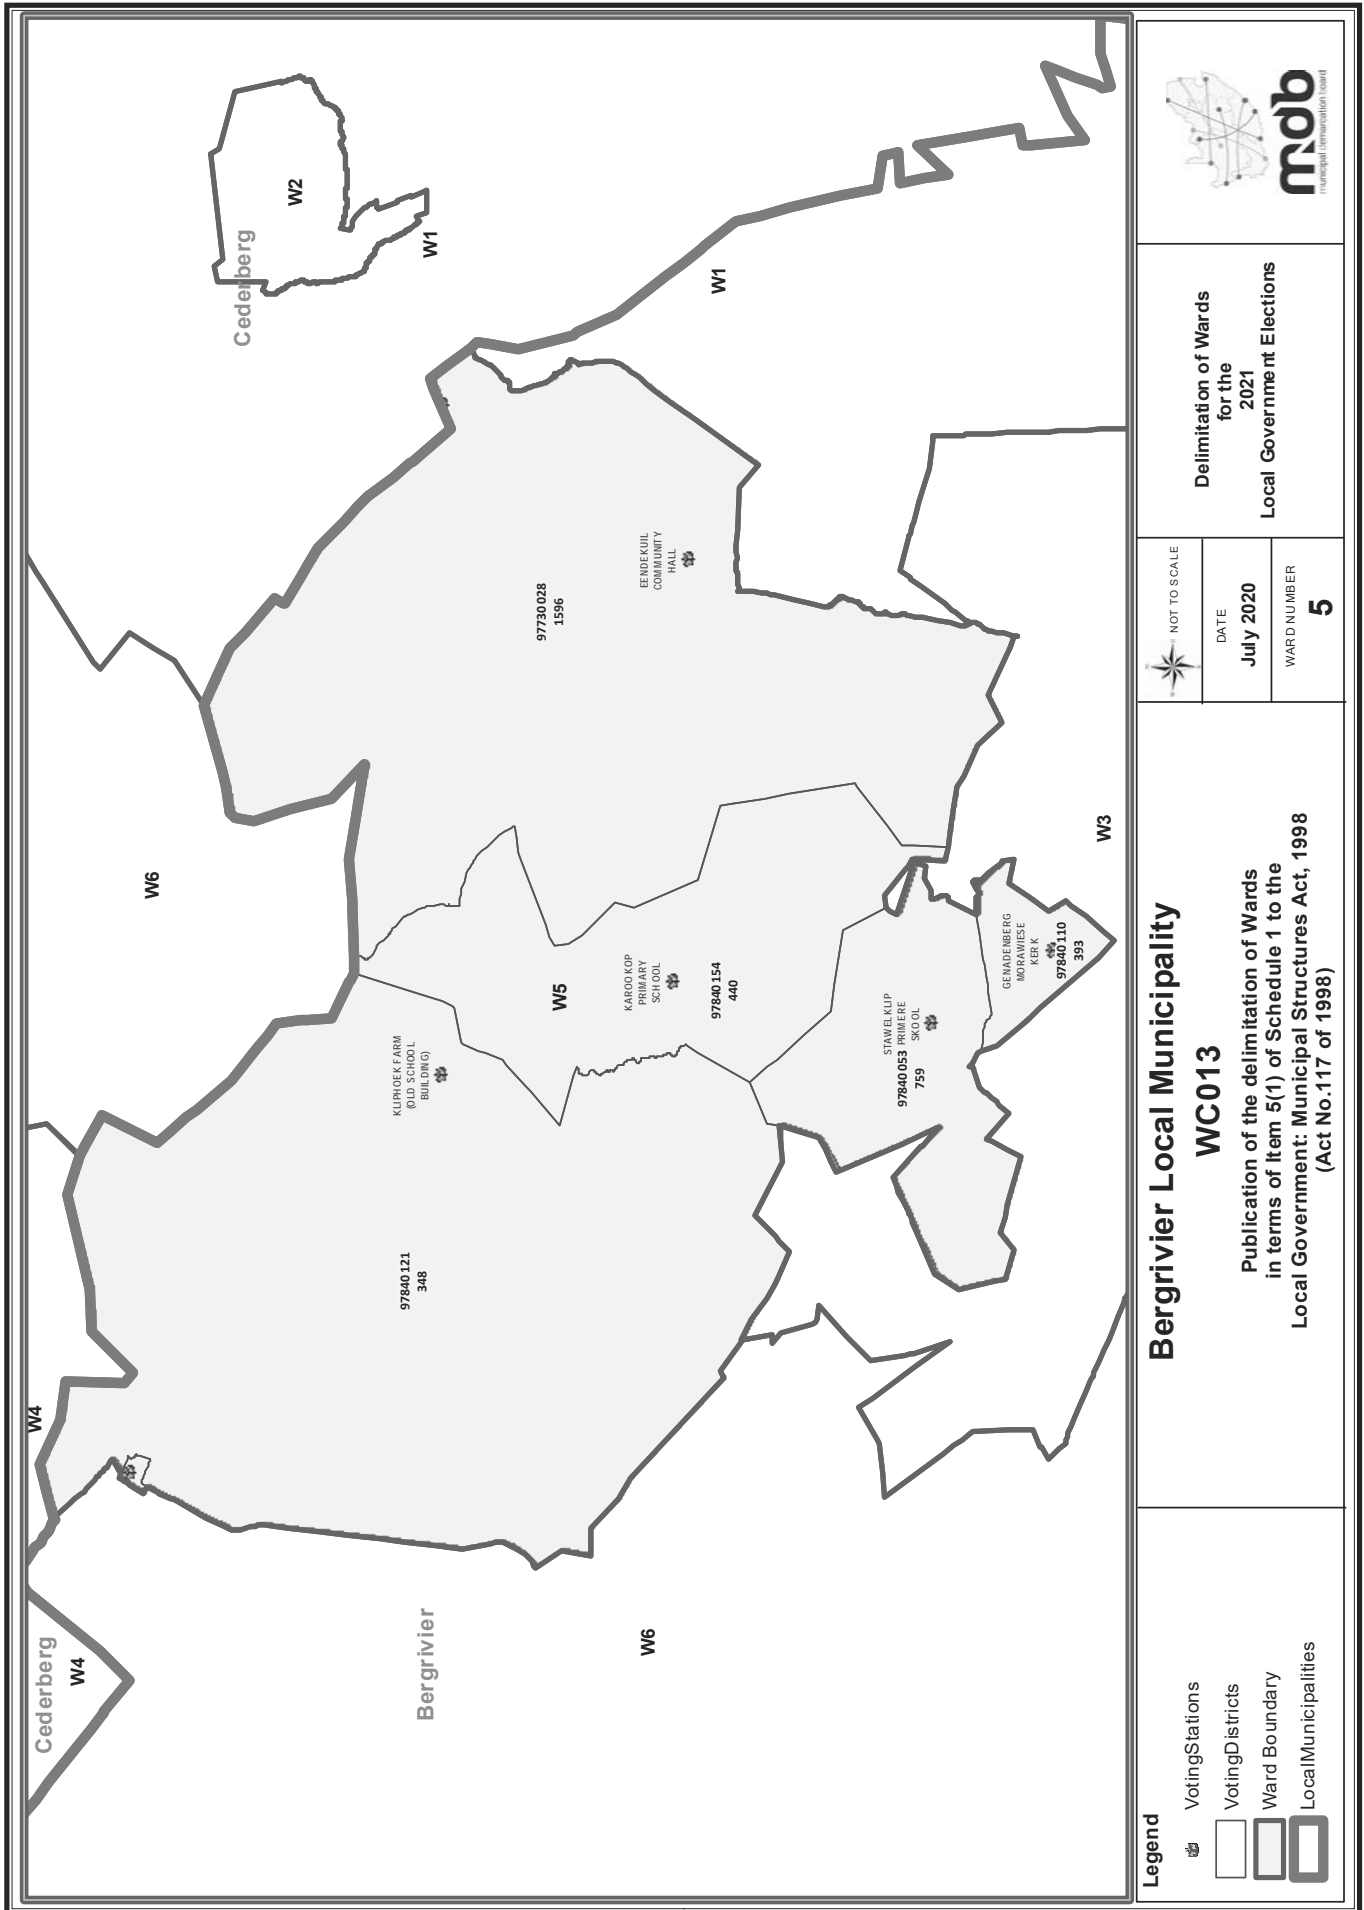 Cederberg
W4
W4
Bergrivier
W6
W6
Cederberg
W2
W1
W1
W3
W5
97840121
348
KLIPHOEK FARM
(OLD SCHOOL
BUILDING)
KAROOKOP
PRIMARY
SCHOOL
97840154
440
97730028
1596
EENDEKUIL
COMMUNITY
HALL
STAWELKLIP
PRIMERE
SKOOL
97840053
759
GENADENBERG
MORAWIESE
KERK
97840110
393
Legend
VotingStations
VotingDistricts
Ward Boundary
LocalMunicipalities
Bergrivier Local Municipality
WC013
Publication of the delimitation of Wards
in terms of Item 5(1) of Schedule 1 to the
Local Government: Municipal Structures Act, 1998
(Act No.117 of 1998)
NOT TO SCALE
DATE
July 2020
WARD NUMBER
5
Delimitation of Wards
for the
2021
Local Government Elections
mdb
municipal demarcation board